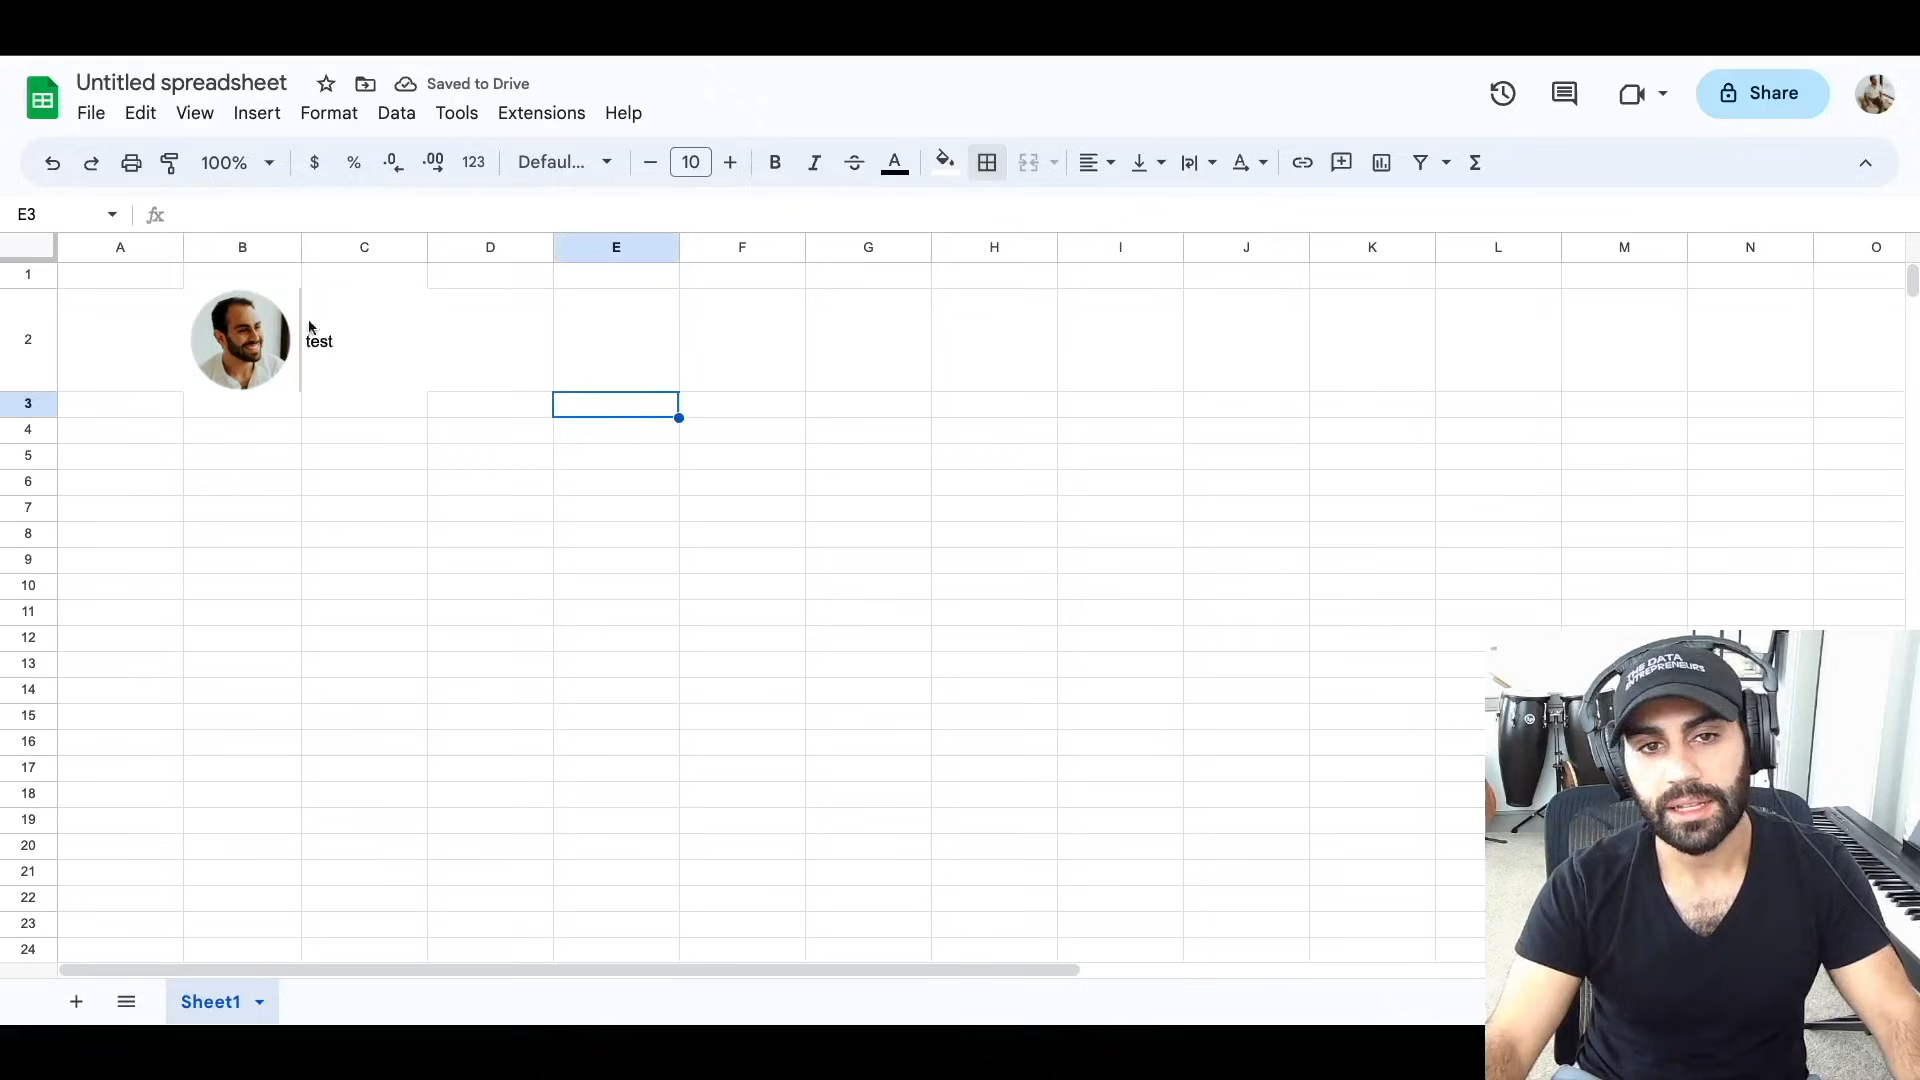 Untitled spreadsheet Saved to Drive
File Edit View Insert Format Data Tools Extensions Help
Share
100% $ % .0 .00 123 Defaul... 10 B I A Σ
E3 fx
A B C D E F G H I J K L M N O
1
2 test
3
4
5
6
7
8
9
10
11
12
13
14
15
16
17
18
19
20
21
22
23
24
THE DATA
ENTREPRENEURS
Sheet1